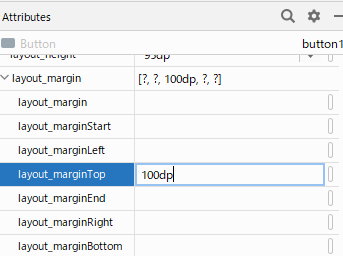 Attributes
Button button1
layout_height 95dp
layout_margin [?, ?, 100dp, ?, ?]
layout_margin
layout_marginStart
layout_marginLeft
layout_marginTop 100dp
layout_marginEnd
layout_marginRight
layout_marginBottom